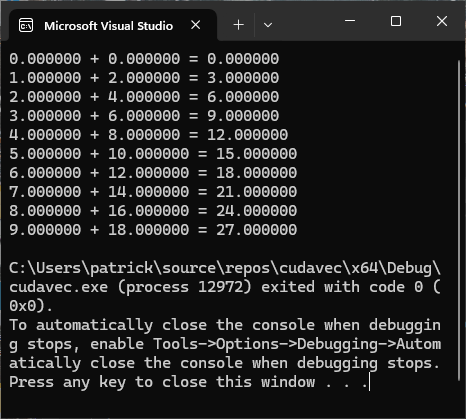 Microsoft Visual Studio
0.000000 + 0.000000 = 0.000000
1.000000 + 2.000000 = 3.000000
2.000000 + 4.000000 = 6.000000
3.000000 + 6.000000 = 9.000000
4.000000 + 8.000000 = 12.000000
5.000000 + 10.000000 = 15.000000
6.000000 + 12.000000 = 18.000000
7.000000 + 14.000000 = 21.000000
8.000000 + 16.000000 = 24.000000
9.000000 + 18.000000 = 27.000000
C:\Users\patrick\source\repos\cudavec\x64\Debug\
cudavec.exe (process 12972) exited with code 0 (
0x0).
To automatically close the console when debuggin
g stops, enable Tools->Options->Debugging->Autom
atically close the console when debugging stops.
Press any key to close this window . . .